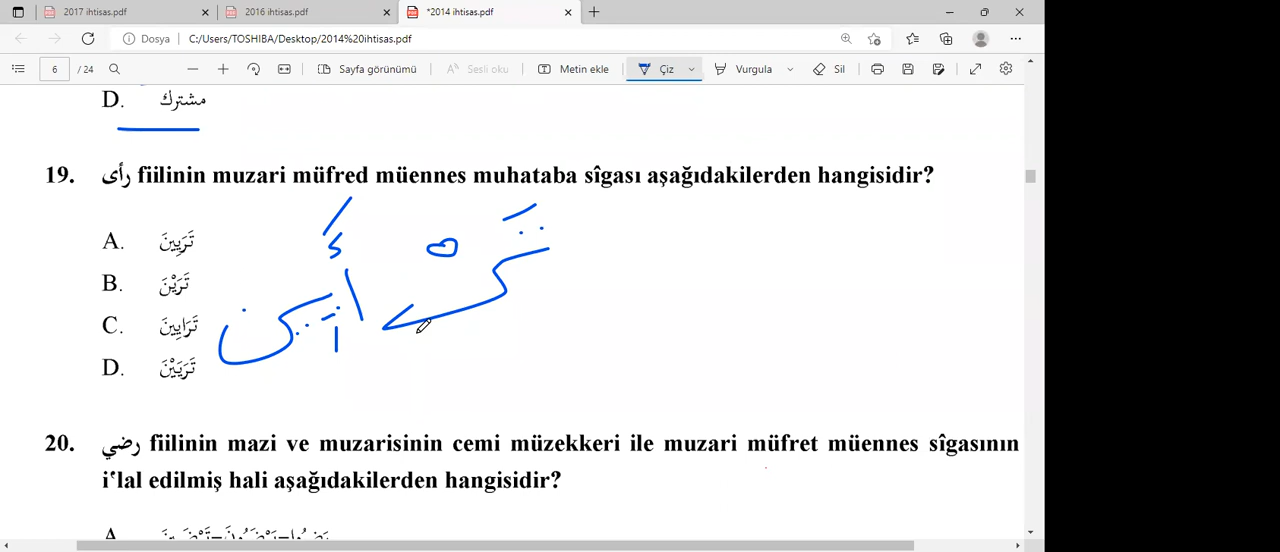 2017 ihtisas.pdf
2016 ihtisas.pdf
*2014 ihtisas.pdf
Dosya
C:/Users/TOSHIBA/Desktop/2014%20ihtisas.pdf
6 / 24
Sayfa görünümü
Sesli oku
Metin ekle
Çiz
Vurgula
Sil
D. مشترك
19. رأى fiilinin muzari müfred müennes muhataba sîgası aşağıdakilerden hangisidir?
A. تَرَيِينَ
B. تَرَيْنَ
C. تَرَايِينَ
D. تَرَيَيْنَ
20. رضي fiilinin mazi ve muzarisinin cemi müzekkeri ile muzari müfret müennes sîgasının
i‘lal edilmiş hali aşağıdakilerden hangisidir?
A